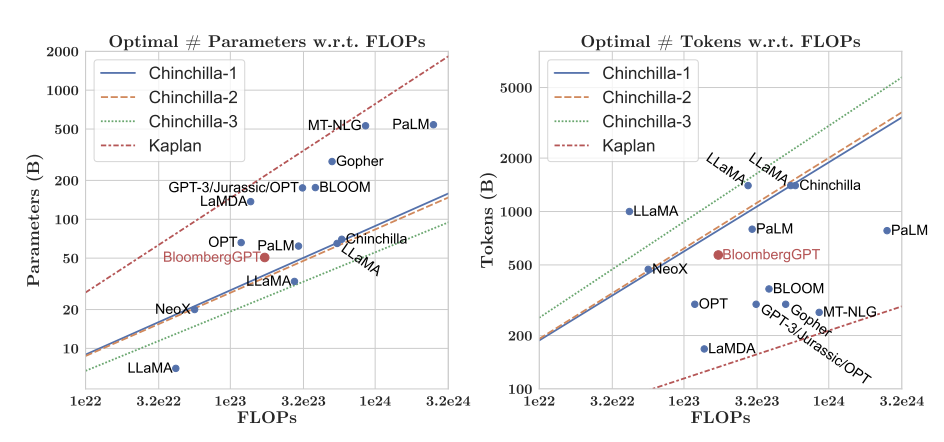 Optimal # Parameters w.r.t. FLOPs
Parameters (B)
2000
1000
500
200
100
50
20
10
Chinchilla-1
Chinchilla-2
Chinchilla-3
Kaplan
MT-NLG
PaLM
Gopher
GPT-3/Jurassic/OPT
BLOOM
LaMDA
OPT
PaLM
Chinchilla
BloombergGPT
LLaMA
LLaMA
NeoX
LLaMA
1e22
3.2e22
1e23
3.2e23
1e24
3.2e24
FLOPs
Optimal # Tokens w.r.t. FLOPs
Tokens (B)
5000
2000
1000
500
200
100
Chinchilla-1
Chinchilla-2
Chinchilla-3
Kaplan
LLaMA
LLaMA
Chinchilla
LLaMA
PaLM
PaLM
BloombergGPT
NeoX
BLOOM
OPT
GPT-3/Jurassic/OPT
Gopher
MT-NLG
LaMDA
1e22
3.2e22
1e23
3.2e23
1e24
3.2e24
FLOPs